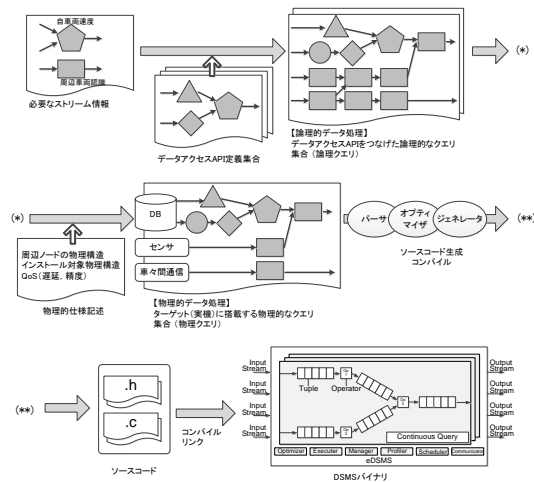 自車両速度
周辺車両認識
必要なストリーム情報
データアクセスAPI定義集合
【論理的データ処理】
データアクセスAPIをつなげた論理的なクエリ
集合（論理クエリ）
(*)
(*)
周辺ノードの物理構造
インストール対象物理構造
QoS（遅延、精度）
物理的仕様記述
DB
センサ
車々間通信
【物理的データ処理】
ターゲット（実機）に搭載する物理的なクエリ
集合（物理クエリ）
パーサ
オプティ
マイザ
ジェネレータ
ソースコード生成
コンパイル
(**)
(**)
.h
.c
ソースコード
コンパイル
リンク
Input
Stream
Input
Stream
Input
Stream
Input
Stream
Tuple
Operator
Continuous Query
Output
Stream
Output
Stream
Output
Stream
Output
Stream
Optimizer
Executer
Manager
Profiler
Scheduler
Communicator
eDSMS
DSMSバイナリ